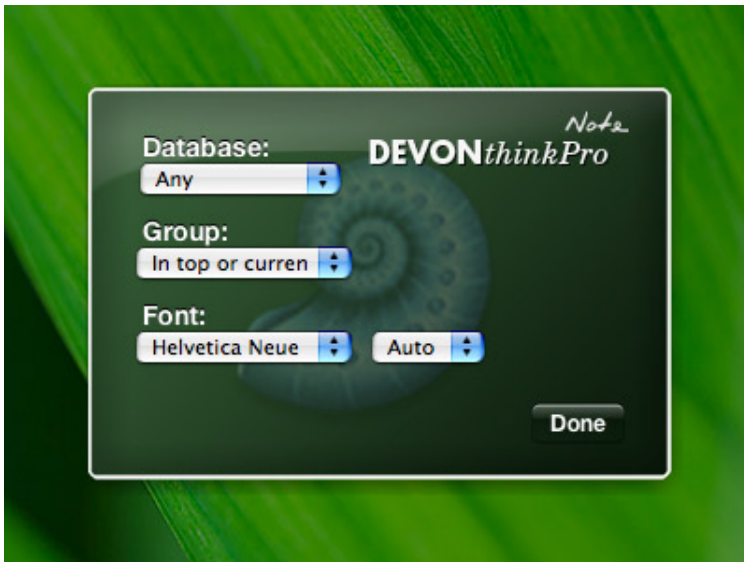 Note
DEVONthinkPro
Database:
Any
Group:
In top or curren
Font:
Helvetica Neue
Auto
Done